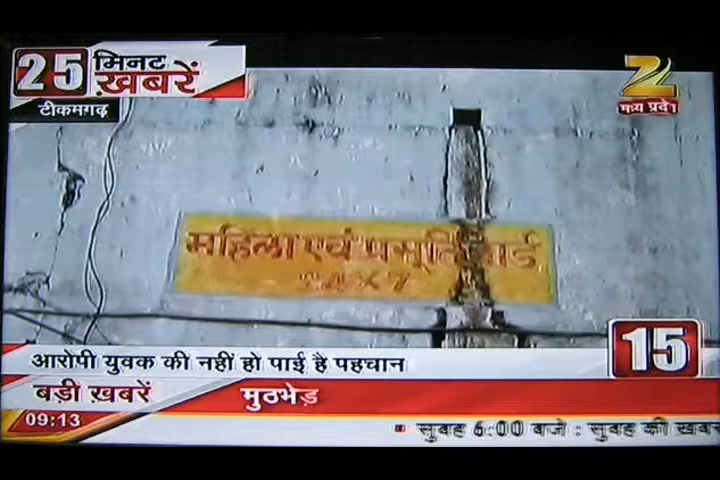 25 मिनट
ख़बरें
टीकमगढ़
Z
मध्य प्रदेश
महिला एवं प्रसूति वार्ड
आरोपी युवक की नहीं हो पाई है पहचान
15
बड़ी ख़बरें
मुठभेड़
09:13
सुबह 6:00 बजे : सुबह की